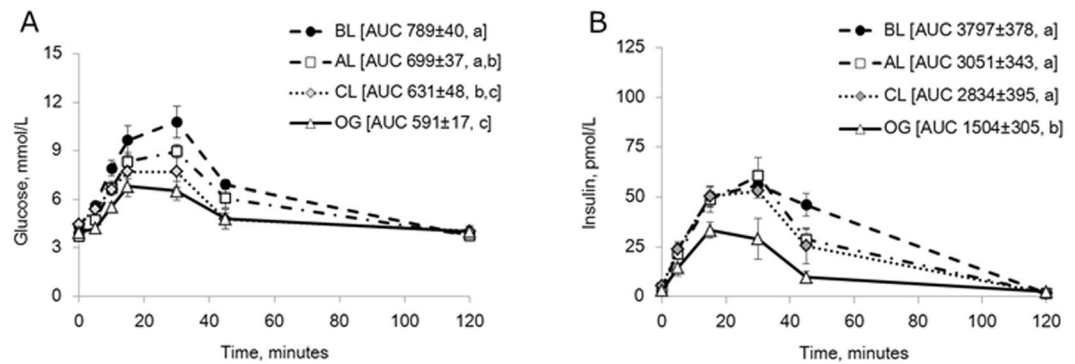 A
BL [AUC 789±40, a]
AL [AUC 699±37, a,b]
CL [AUC 631±48, b,c]
OG [AUC 591±17, c]
Glucose, mmol/L
15
12
9
6
3
0
0 20 40 60 80 100 120
Time, minutes
B
BL [AUC 3797±378, a]
AL [AUC 3051±343, a]
CL [AUC 2834±395, a]
OG [AUC 1504±305, b]
Insulin, pmol/L
125
100
75
50
25
0
0 20 40 60 80 100 120
Time, minutes